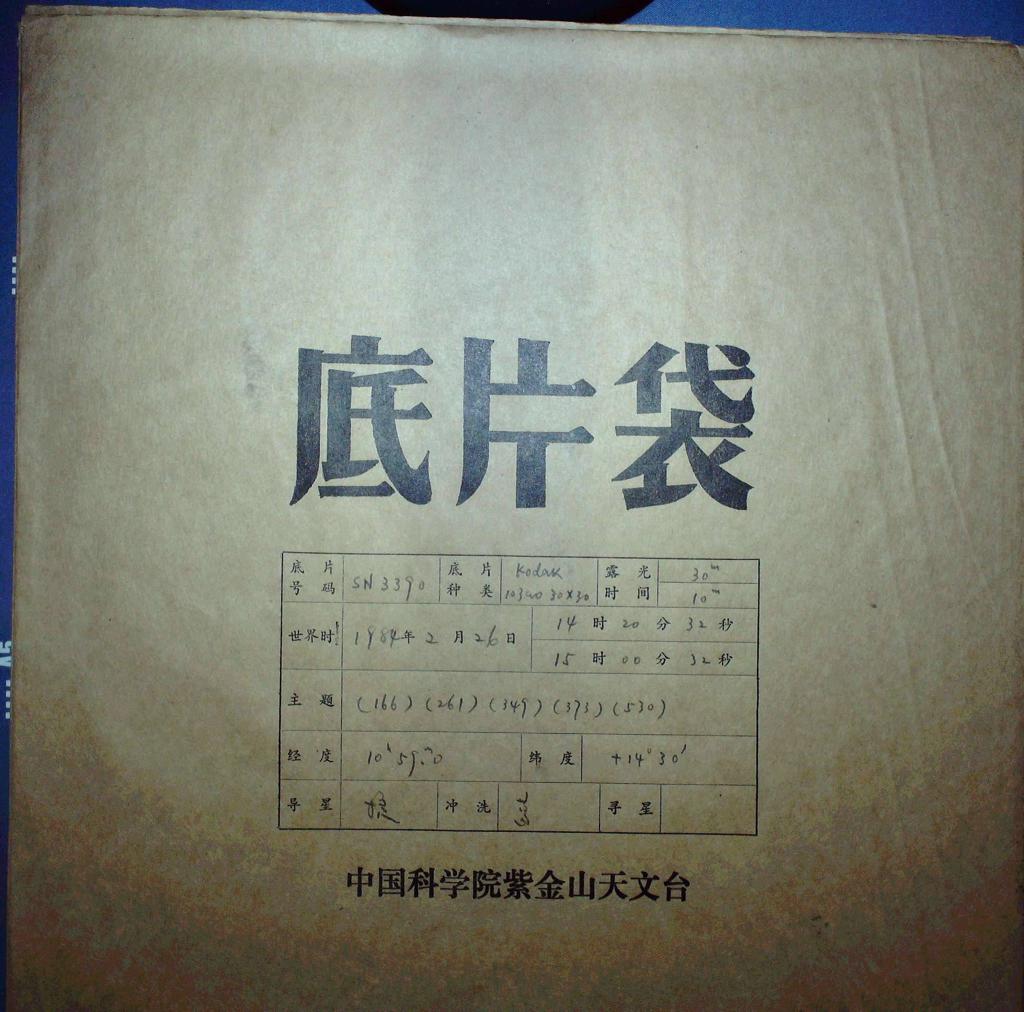 底片袋
底片号码 SN3390 底片种类 Kodak 103aO 30×30 露光时间 30m 10m
世界时 1984年2月26日 14时20分32秒
15时00分32秒
主题 (166) (261) (349) (373) (530)
经度 10h59m.0 纬度 +14°30′
导星 冲洗 寻星
中国科学院紫金山天文台